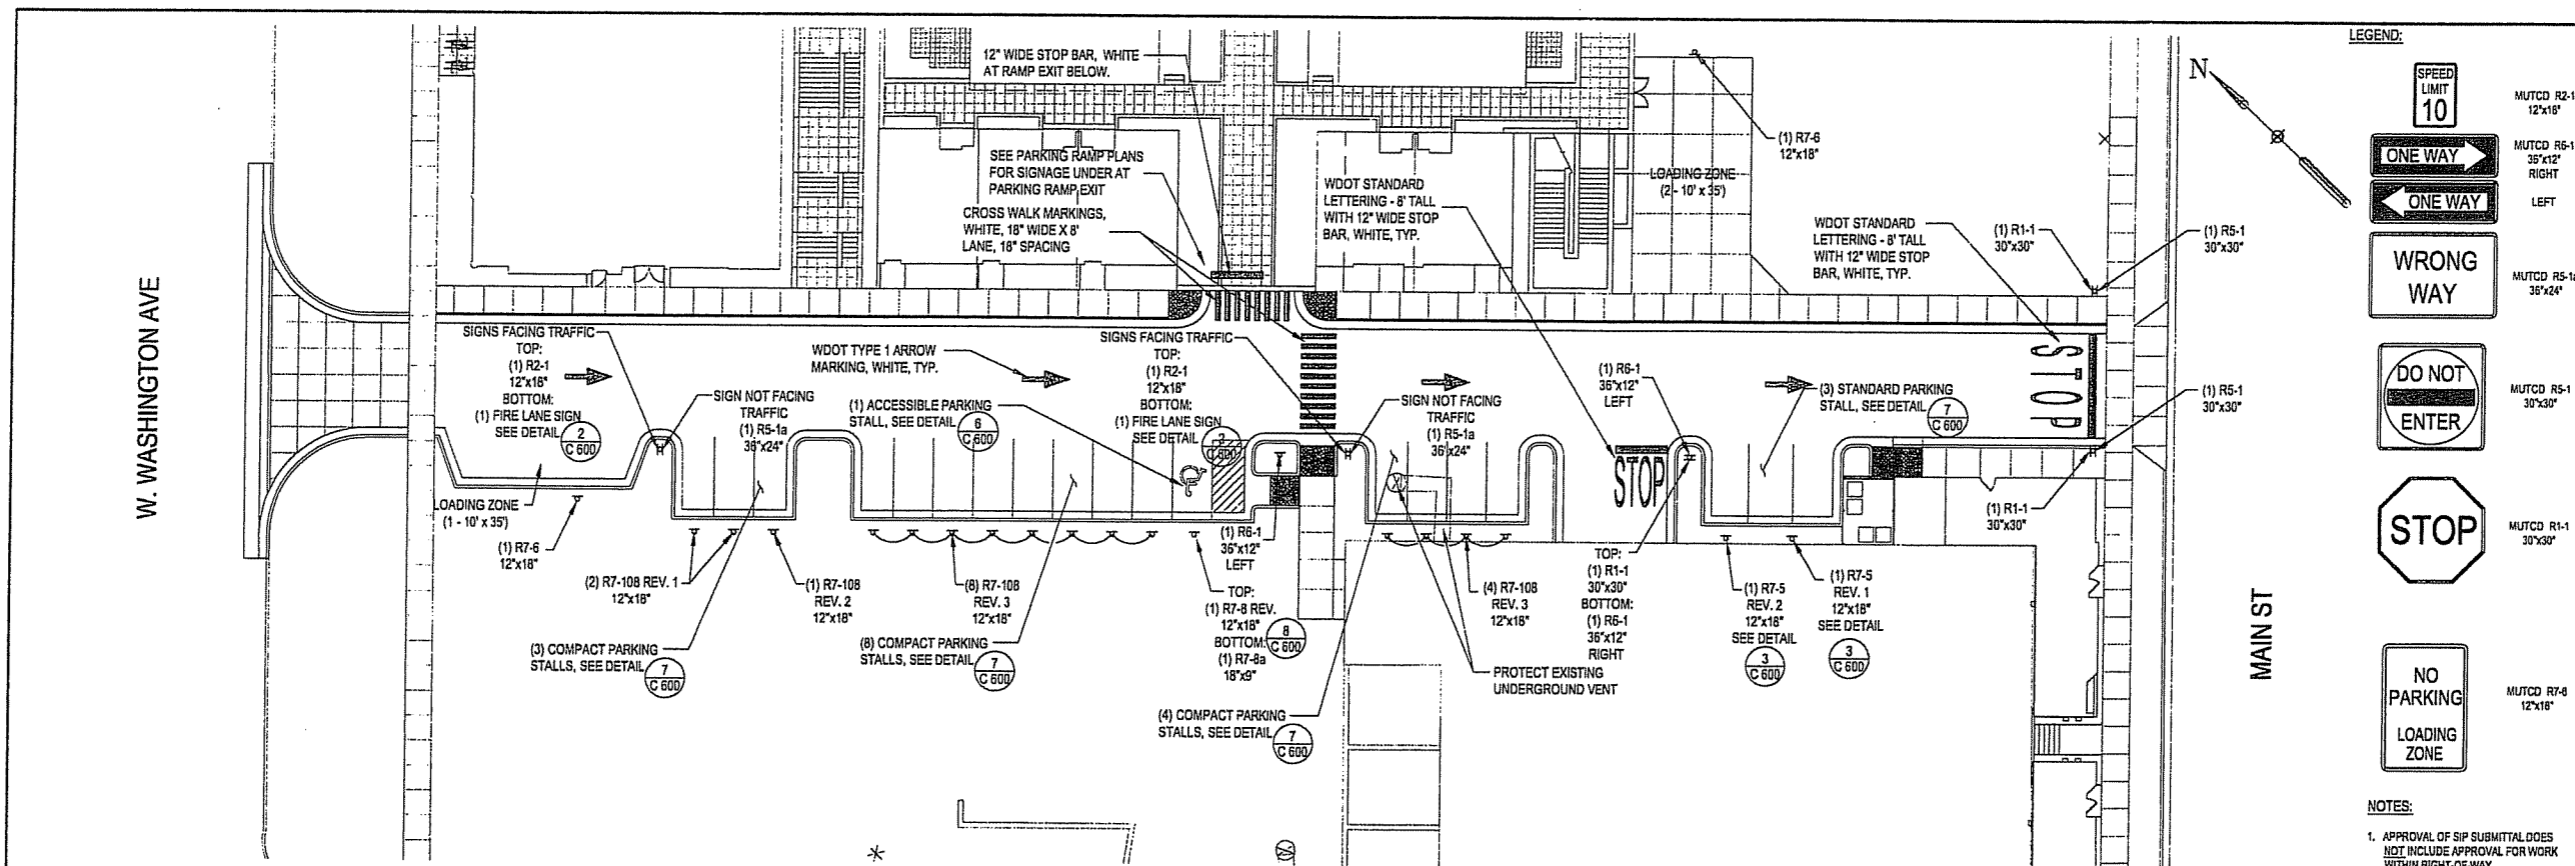 12" WIDE STOP BAR, WHITE
AT RAMP EXIT BELOW.
SEE PARKING RAMP PLANS
FOR SIGNAGE UNDER AT
PARKING RAMP EXIT
CROSS WALK MARKINGS,
WHITE, 18" WIDE X 8'
LANE, 18" SPACING
WDOT STANDARD
LETTERING - 8' TALL
WITH 12" WIDE STOP
BAR, WHITE, TYP.
LOADING ZONE
(2 - 10' x 35')
(1) R7-6
12"x18"
WDOT STANDARD
LETTERING - 8' TALL
WITH 12" WIDE STOP
BAR, WHITE, TYP.
(1) R1-1
30"x30"
(1) R5-1
30"x30"
N
W. WASHINGTON AVE
SIGNS FACING TRAFFIC
TOP:
(1) R2-1
12"x18"
BOTTOM:
(1) FIRE LANE SIGN
SEE DETAIL
2
C 600
SIGN NOT FACING
TRAFFIC
(1) R5-1a
36"x24"
WDOT TYPE 1 ARROW
MARKING, WHITE, TYP.
(1) ACCESSIBLE PARKING
STALL, SEE DETAIL
6
C 600
SIGNS FACING TRAFFIC
TOP:
(1) R2-1
12"x18"
BOTTOM:
(1) FIRE LANE SIGN
SEE DETAIL
2
C 600
SIGN NOT FACING
TRAFFIC
(1) R5-1a
36"x24"
(1) R6-1
36"x12"
LEFT
(3) STANDARD PARKING
STALL, SEE DETAIL
7
C 600
STOP
STOP
(1) R5-1
30"x30"
(1) R1-1
30"x30"
LOADING ZONE
(1 - 10' x 35')
(1) R7-6
12"x18"
(2) R7-108 REV. 1
12"x18"
(1) R7-108
REV. 2
12"x18"
(8) R7-108
REV. 3
12"x18"
(1) R6-1
36"x12"
LEFT
TOP:
(1) R7-8 REV.
12"x18"
BOTTOM:
(1) R7-8a
18"x9"
8
C 600
(3) COMPACT PARKING
STALLS, SEE DETAIL
7
C 600
(8) COMPACT PARKING
STALLS, SEE DETAIL
7
C 600
(4) COMPACT PARKING
STALLS, SEE DETAIL
7
C 600
(4) R7-108
REV. 3
12"x18"
PROTECT EXISTING
UNDERGROUND VENT
TOP:
(1) R1-1
30"x30"
BOTTOM:
(1) R6-1
36"x12"
RIGHT
(1) R7-5
REV. 2
12"x18"
SEE DETAIL
3
C 600
(1) R7-5
REV. 1
12"x18"
SEE DETAIL
3
C 600
MAIN ST
LEGEND:
SPEED
LIMIT
10
MUTCD R2-1
12"x18"
ONE WAY
MUTCD R6-1
36"x12"
RIGHT
ONE WAY
LEFT
WRONG
WAY
MUTCD R5-1a
36"x24"
DO NOT
ENTER
MUTCD R5-1
30"x30"
STOP
MUTCD R1-1
30"x30"
NO
PARKING
LOADING
ZONE
MUTCD R7-6
12"x18"
NOTES:
1. APPROVAL OF SIP SUBMITTAL DOES
NOT INCLUDE APPROVAL FOR WORK
WITHIN RIGHT-OF-WAY